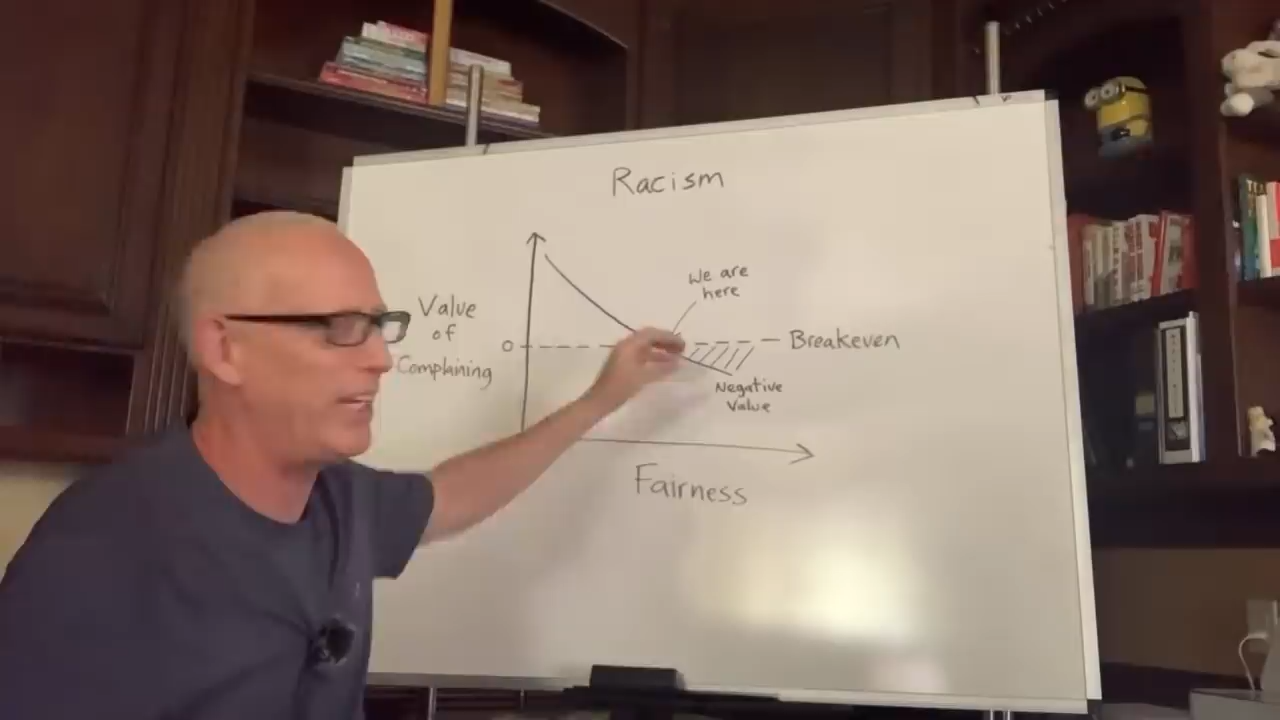 Racism
We are
here
Value
of
Complaining
0
Breakeven
Negative
Value
Fairness